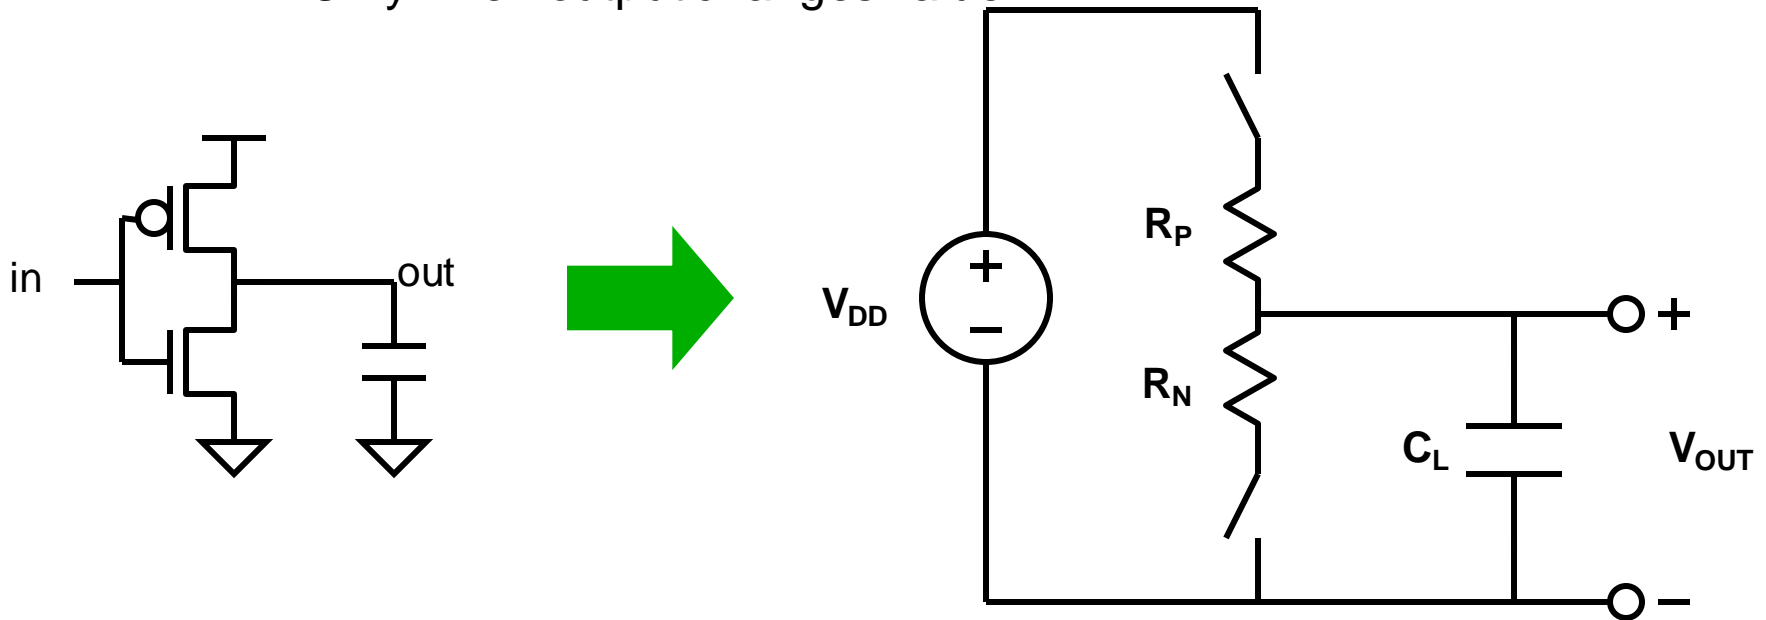 in
out
V_DD
+
−
R_P
R_N
C_L
+
V_OUT
−